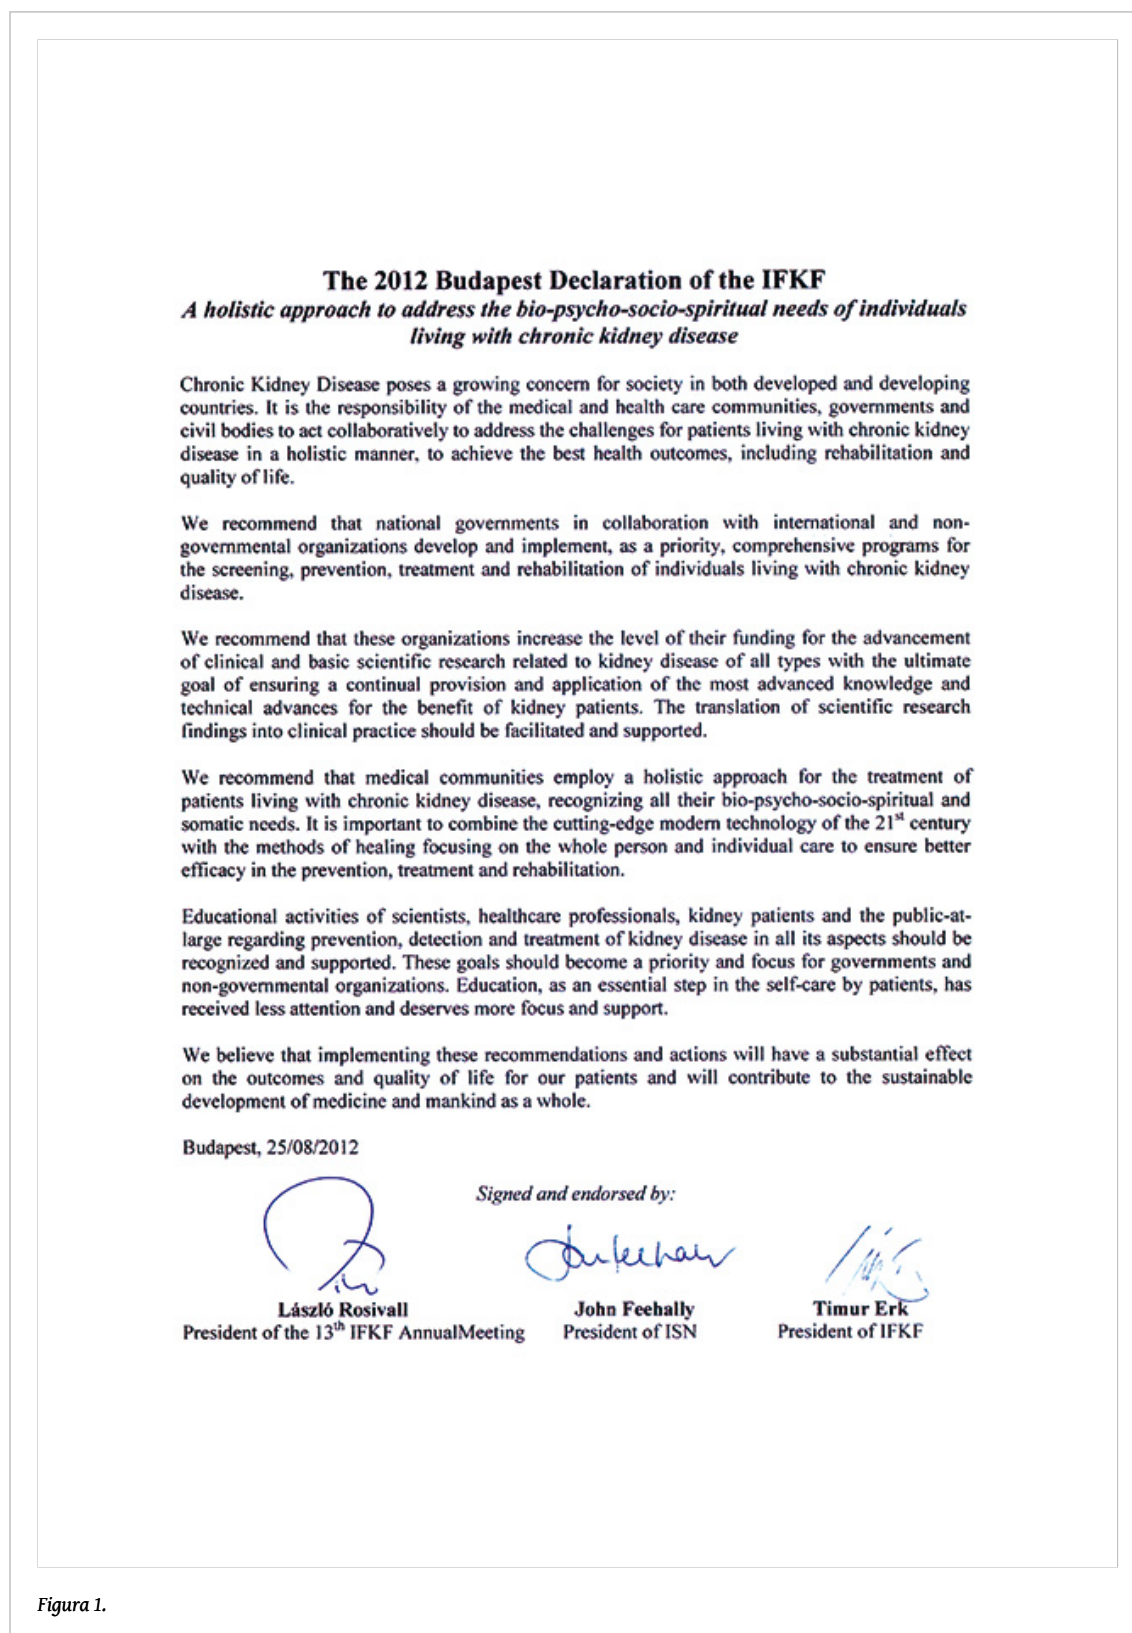 The 2012 Budapest Declaration of the IFKF
A holistic approach to address the bio-psycho-socio-spiritual needs of individuals
living with chronic kidney disease
Chronic Kidney Disease poses a growing concern for society in both developed and developing
countries. It is the responsibility of the medical and health care communities, governments and
civil bodies to act collaboratively to address the challenges for patients living with chronic kidney
disease in a holistic manner, to achieve the best health outcomes, including rehabilitation and
quality of life.
We recommend that national governments in collaboration with international and non-
governmental organizations develop and implement, as a priority, comprehensive programs for
the screening, prevention, treatment and rehabilitation of individuals living with chronic kidney
disease.
We recommend that these organizations increase the level of their funding for the advancement
of clinical and basic scientific research related to kidney disease of all types with the ultimate
goal of ensuring a continual provision and application of the most advanced knowledge and
technical advances for the benefit of kidney patients. The translation of scientific research
findings into clinical practice should be facilitated and supported.
We recommend that medical communities employ a holistic approach for the treatment of
patients living with chronic kidney disease, recognizing all their bio-psycho-socio-spiritual and
somatic needs. It is important to combine the cutting-edge modern technology of the 21st century
with the methods of healing focusing on the whole person and individual care to ensure better
efficacy in the prevention, treatment and rehabilitation.
Educational activities of scientists, healthcare professionals, kidney patients and the public-at-
large regarding prevention, detection and treatment of kidney disease in all its aspects should be
recognized and supported. These goals should become a priority and focus for governments and
non-governmental organizations. Education, as an essential step in the self-care by patients, has
received less attention and deserves more focus and support.
We believe that implementing these recommendations and actions will have a substantial effect
on the outcomes and quality of life for our patients and will contribute to the sustainable
development of medicine and mankind as a whole.
Budapest, 25/08/2012
Signed and endorsed by:
László Rosivall John Feehally Timur Erk
President of the 13th IFKF AnnualMeeting President of ISN President of IFKF
Figura 1.